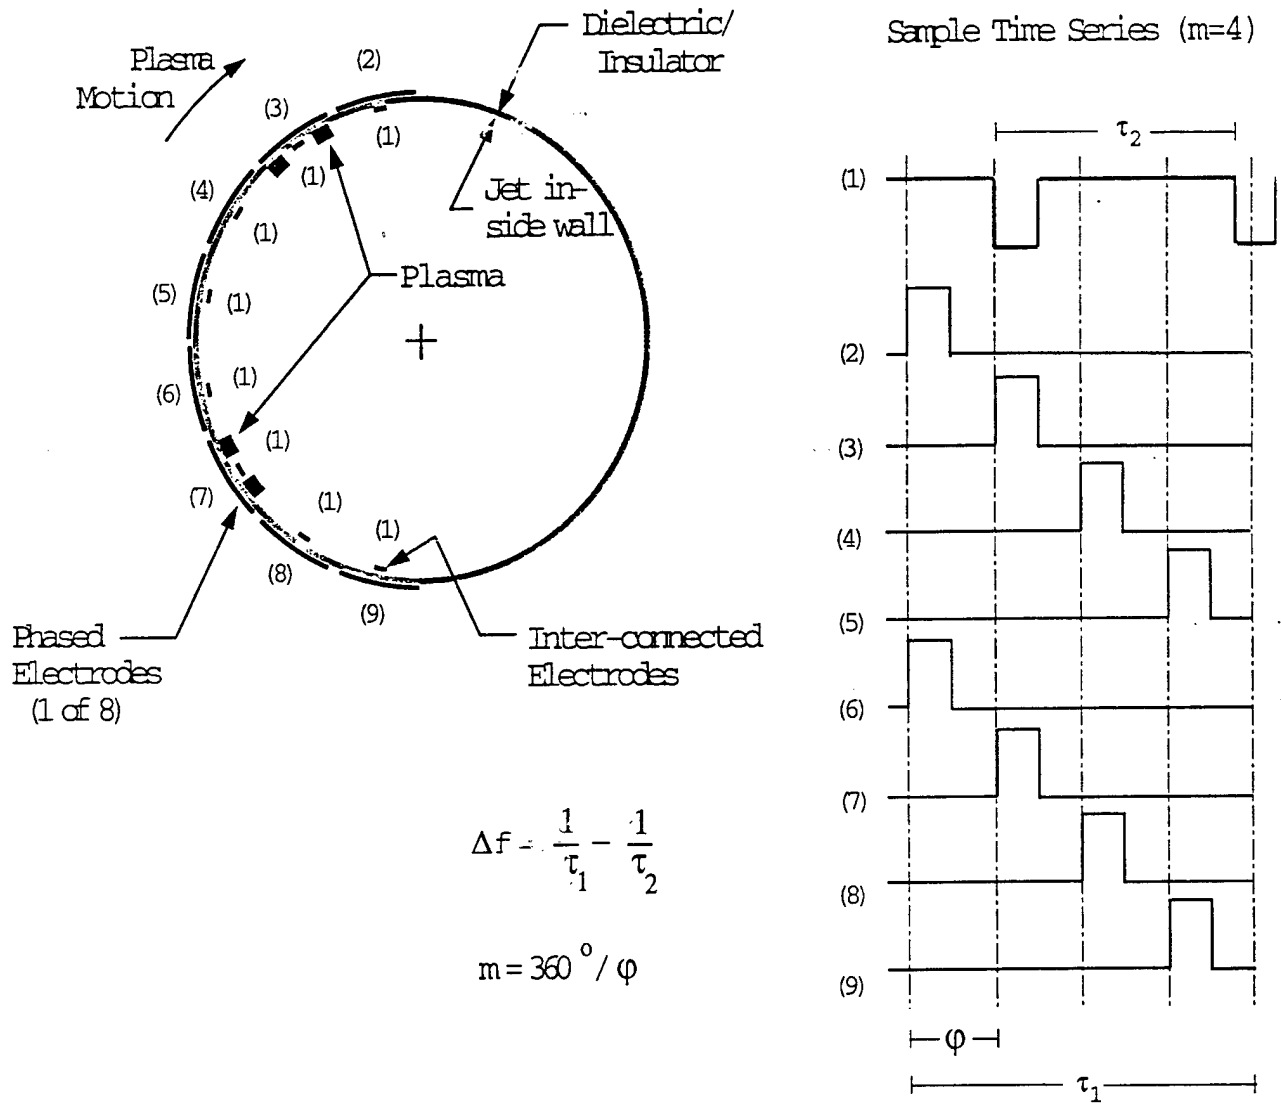 Sample Time Series (m=4)
Dielectric/
Insulator
Plasma
Motion
(2)
(3)
(1)
(1)
(4)
(1)
Jet in-
side wall
(5)
(1)
Plasma
(6)
(1)
(1)
(7)
(1)
(1)
(8)
(9)
Phased
Electrodes
(1 of 8)
Inter-connected
Electrodes
Δf = 1/τ1 − 1/τ2
m = 360°/φ
τ2
(1)
(2)
(3)
(4)
(5)
(6)
(7)
(8)
(9)
φ
τ1